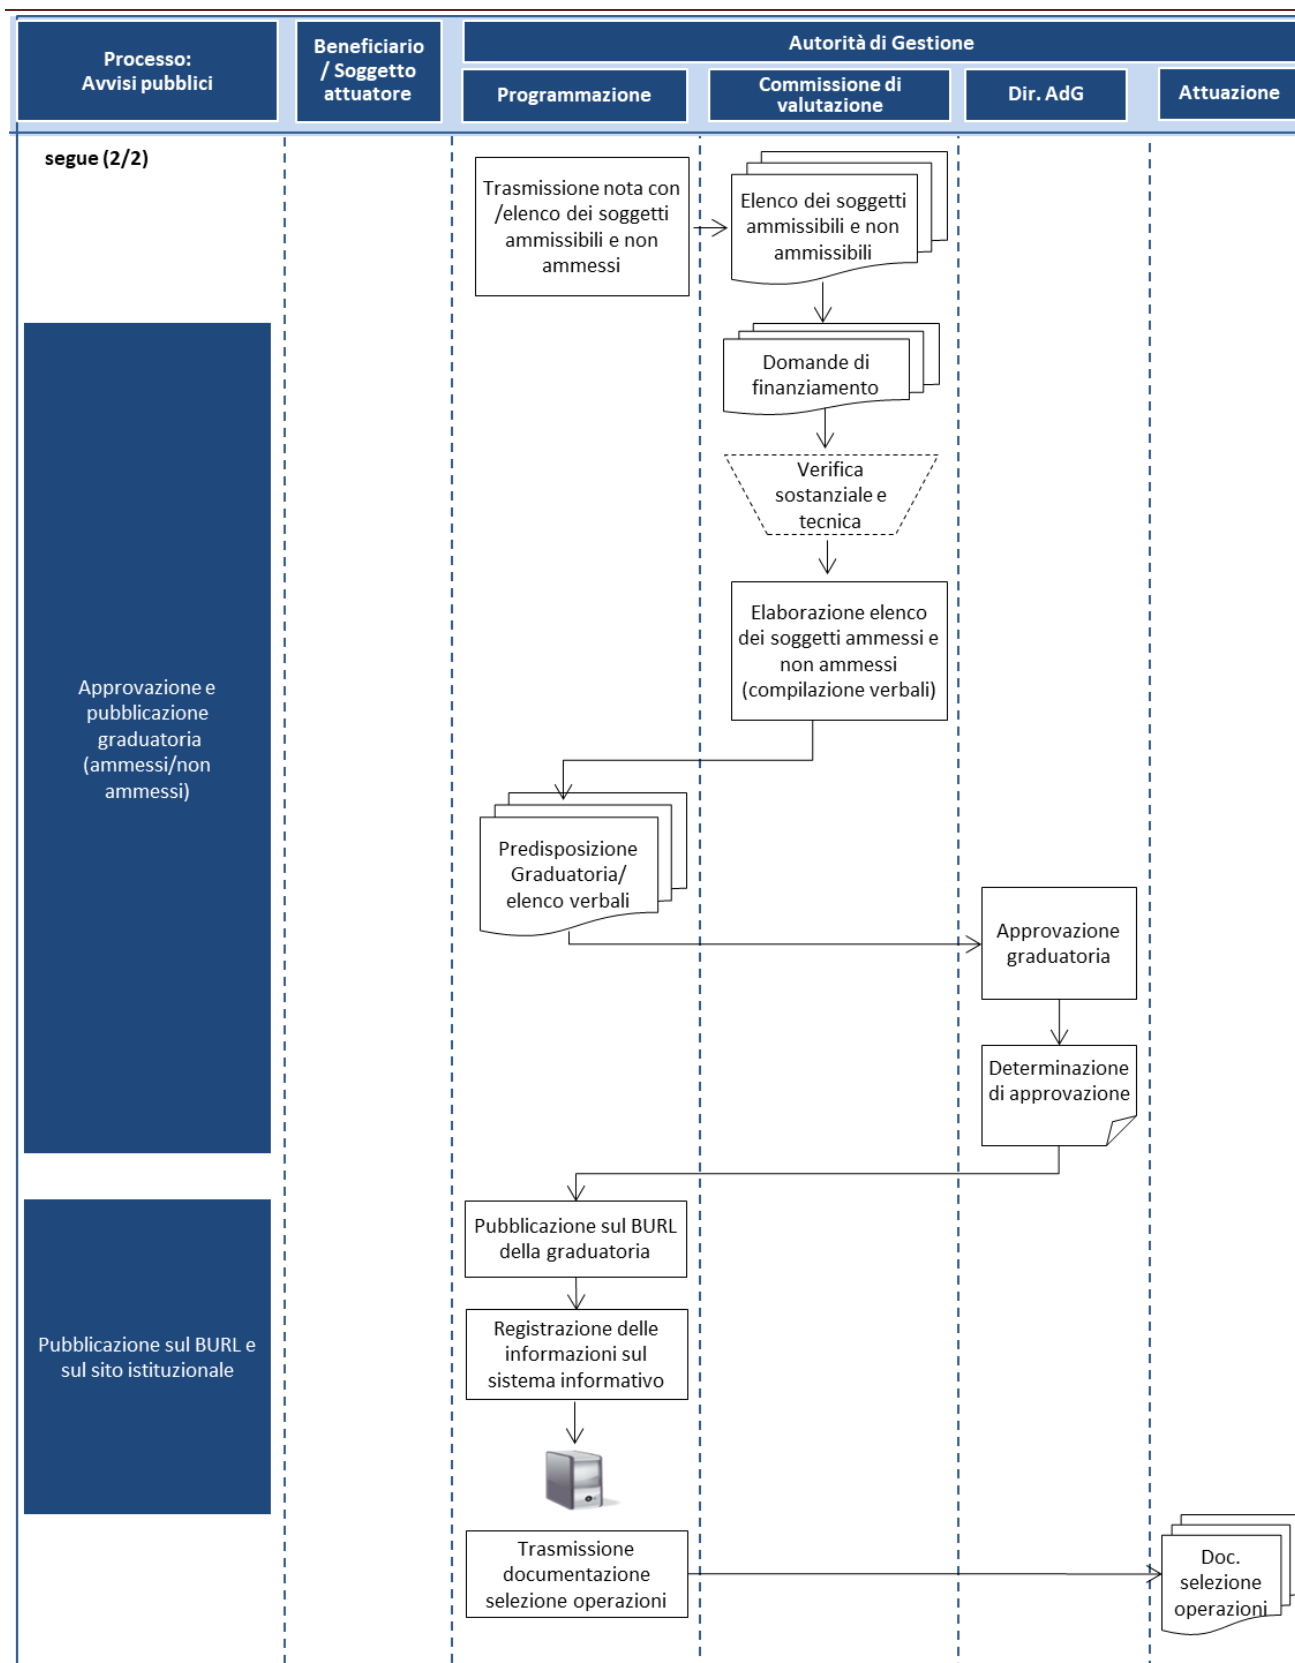 Processo:
Avvisi pubblici
Beneficiario
/ Soggetto
attuatore
Autorità di Gestione
Programmazione
Commissione di
valutazione
Dir. AdG
Attuazione
segue (2/2)
Trasmissione nota con
/elenco dei soggetti
ammissibili e non
ammessi
Elenco dei soggetti
ammissibili e non
ammissibili
Domande di
finanziamento
Verifica
sostanziale e
tecnica
Elaborazione elenco
dei soggetti ammessi e
non ammessi
(compilazione verbali)
Approvazione e
pubblicazione
graduatoria
(ammessi/non
ammessi)
Predisposizione
Graduatoria/
elenco verbali
Approvazione
graduatoria
Determinazione
di approvazione
Pubblicazione sul BURL
della graduatoria
Pubblicazione sul BURL e
sul sito istituzionale
Registrazione delle
informazioni sul
sistema informativo
Trasmissione
documentazione
selezione operazioni
Doc.
selezione
operazioni